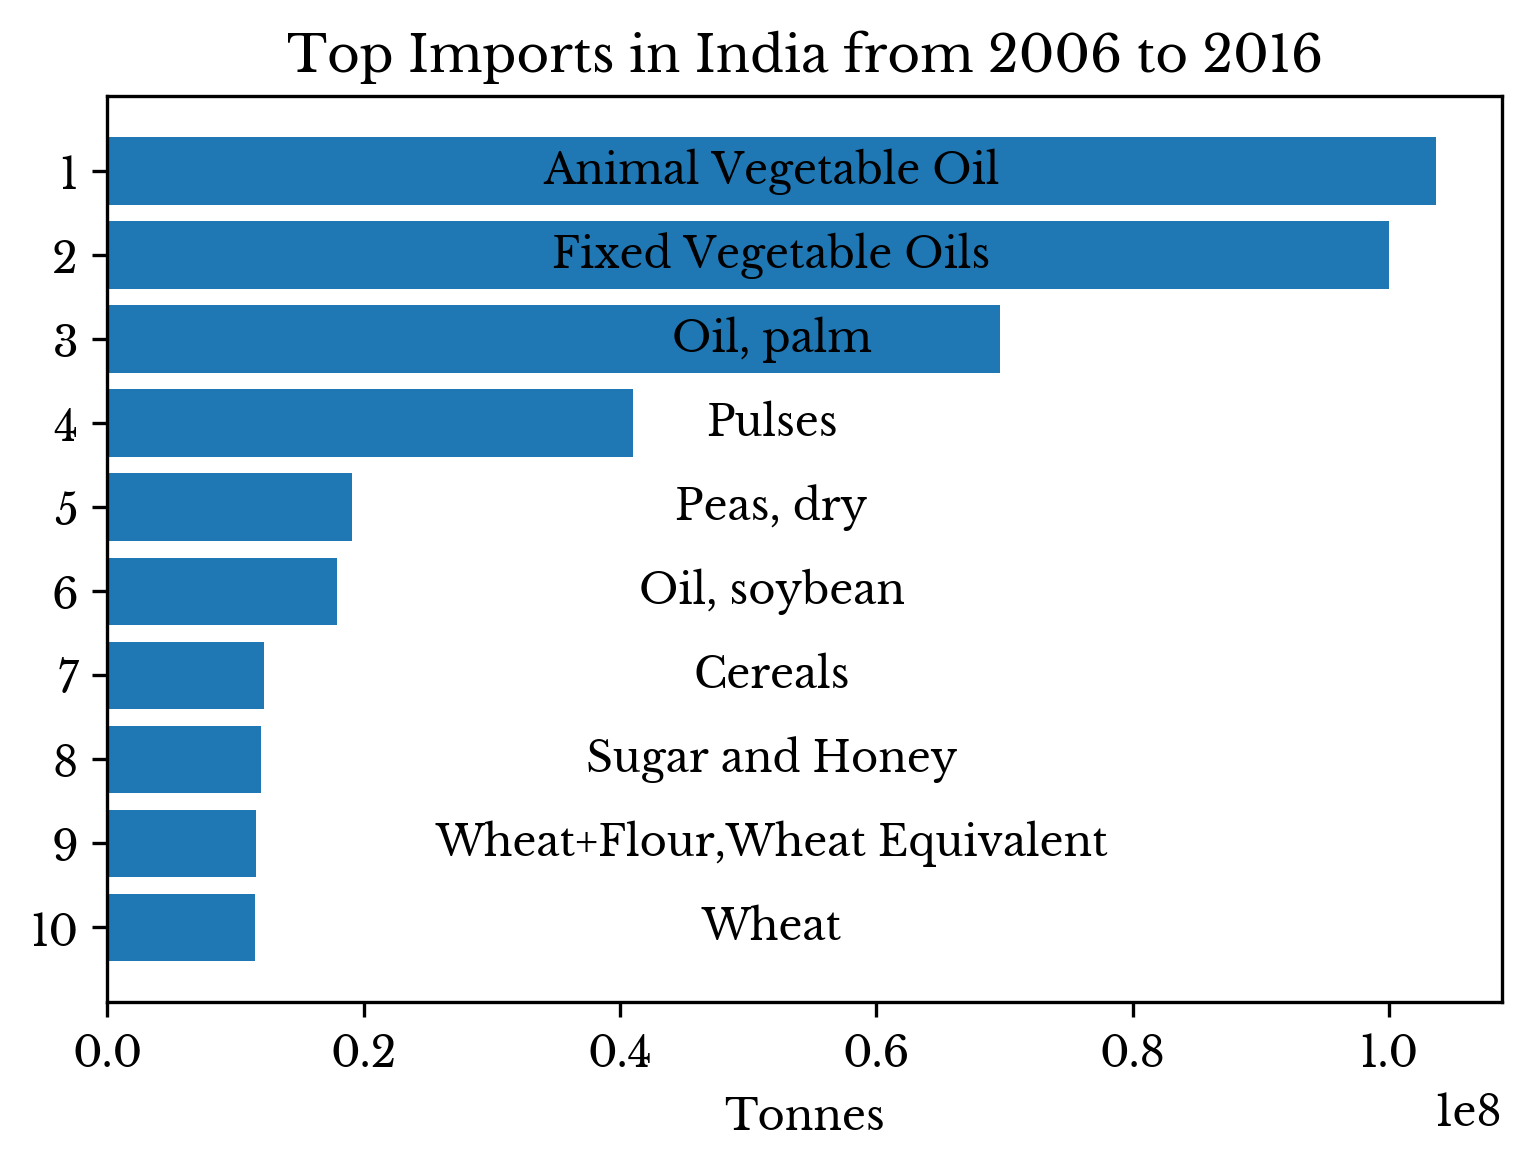 Top Imports in India from 2006 to 2016
1 Animal Vegetable Oil
2 Fixed Vegetable Oils
3 Oil, palm
4 Pulses
5 Peas, dry
6 Oil, soybean
7 Cereals
8 Sugar and Honey
9 Wheat+Flour,Wheat Equivalent
10 Wheat
0.0 0.2 0.4 0.6 0.8 1.0
Tonnes 1e8